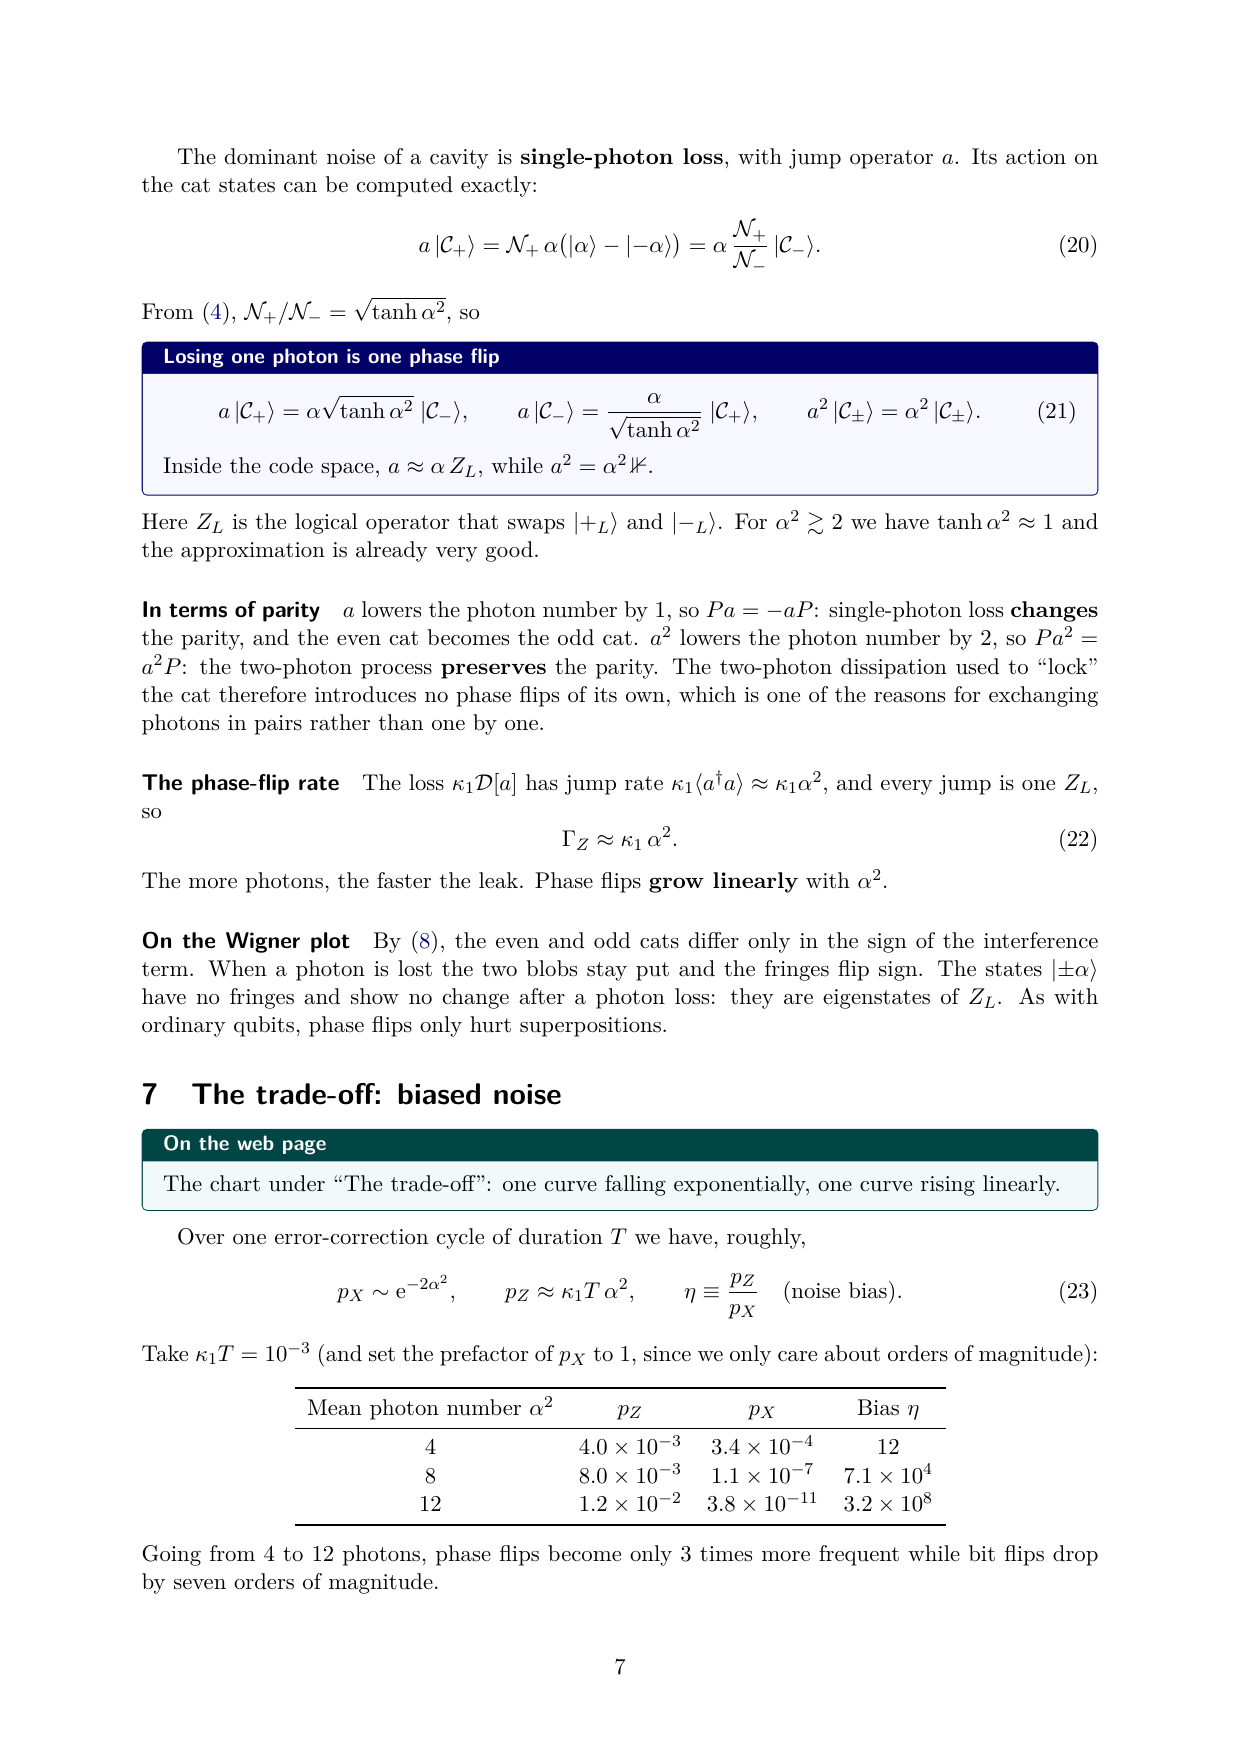 The dominant noise of a cavity is single-photon loss, with jump operator a. Its action on
the cat states can be computed exactly:
a |𝒞₊⟩ = 𝒩₊ α(|α⟩ − |−α⟩) = α 𝒩₊/𝒩₋ |𝒞₋⟩. (20)
From (4), 𝒩₊/𝒩₋ = √(tanh α²), so
Losing one photon is one phase flip
a |𝒞₊⟩ = α√(tanh α²) |𝒞₋⟩, a |𝒞₋⟩ = α/√(tanh α²) |𝒞₊⟩, a² |𝒞±⟩ = α² |𝒞±⟩. (21)
Inside the code space, a ≈ α Z_L, while a² = α² ⊮.
Here Z_L is the logical operator that swaps |+_L⟩ and |−_L⟩. For α² ≳ 2 we have tanh α² ≈ 1 and
the approximation is already very good.
In terms of parity a lowers the photon number by 1, so Pa = −aP: single-photon loss changes
the parity, and the even cat becomes the odd cat. a² lowers the photon number by 2, so Pa² =
a²P: the two-photon process preserves the parity. The two-photon dissipation used to “lock”
the cat therefore introduces no phase flips of its own, which is one of the reasons for exchanging
photons in pairs rather than one by one.
The phase-flip rate The loss κ₁𝒟[a] has jump rate κ₁⟨a†a⟩ ≈ κ₁α², and every jump is one Z_L,
so
Γ_Z ≈ κ₁ α². (22)
The more photons, the faster the leak. Phase flips grow linearly with α².
On the Wigner plot By (8), the even and odd cats differ only in the sign of the interference
term. When a photon is lost the two blobs stay put and the fringes flip sign. The states |±α⟩
have no fringes and show no change after a photon loss: they are eigenstates of Z_L. As with
ordinary qubits, phase flips only hurt superpositions.
7 The trade-off: biased noise
On the web page
The chart under “The trade-off”: one curve falling exponentially, one curve rising linearly.
Over one error-correction cycle of duration T we have, roughly,
p_X ∼ e^(−2α²), p_Z ≈ κ₁T α², η ≡ p_Z/p_X (noise bias). (23)
Take κ₁T = 10⁻³ (and set the prefactor of p_X to 1, since we only care about orders of magnitude):
Mean photon number α² p_Z p_X Bias η
4 4.0 × 10⁻³ 3.4 × 10⁻⁴ 12
8 8.0 × 10⁻³ 1.1 × 10⁻⁷ 7.1 × 10⁴
12 1.2 × 10⁻² 3.8 × 10⁻¹¹ 3.2 × 10⁸
Going from 4 to 12 photons, phase flips become only 3 times more frequent while bit flips drop
by seven orders of magnitude.
7